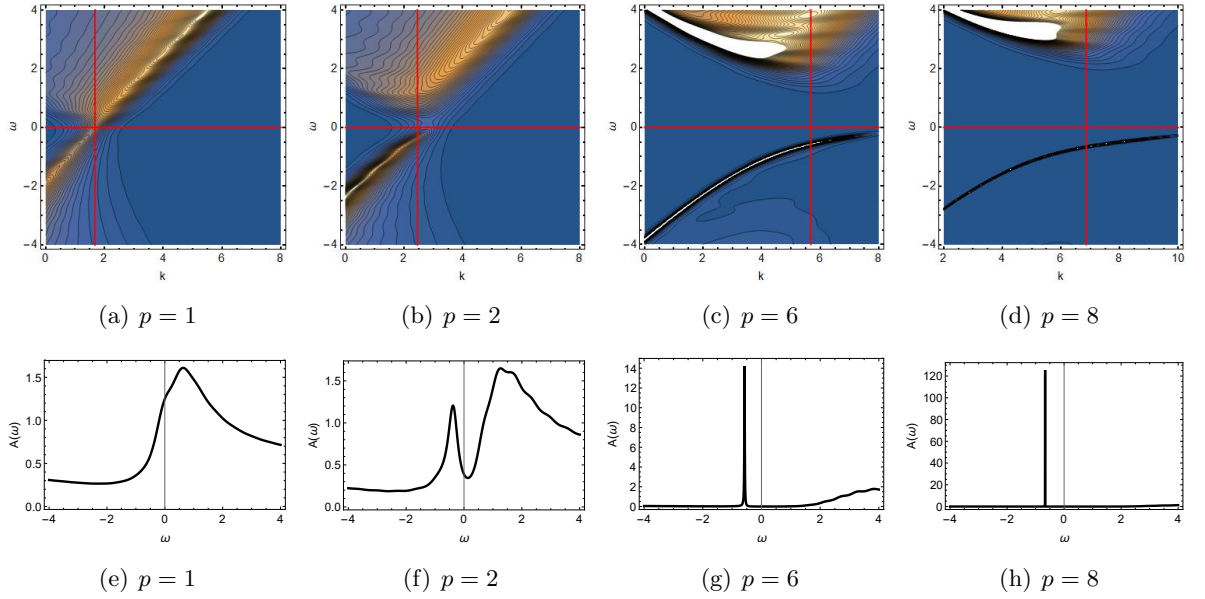 4 4 4 4
2 2 2 2
ω 0 ω 0 ω 0 ω 0
−2 −2 −2 −2
−4 −4 −4 −4
0 2 4 6 8 0 2 4 6 8 0 2 4 6 8 2 4 6 8 10
k k k k
(a) p = 1 (b) p = 2 (c) p = 6 (d) p = 8
A(ω) 1.5 1.0 0.5 0.0
A(ω) 1.5 1.0 0.5 0.0
A(ω) 14 12 10 8 6 4 2 0
A(ω) 120 100 80 60 40 20 0
−4 −2 0 2 4 −4 −2 0 2 4 −4 −2 0 2 4 −4 −2 0 2 4
ω ω ω ω
(e) p = 1 (f) p = 2 (g) p = 6 (h) p = 8